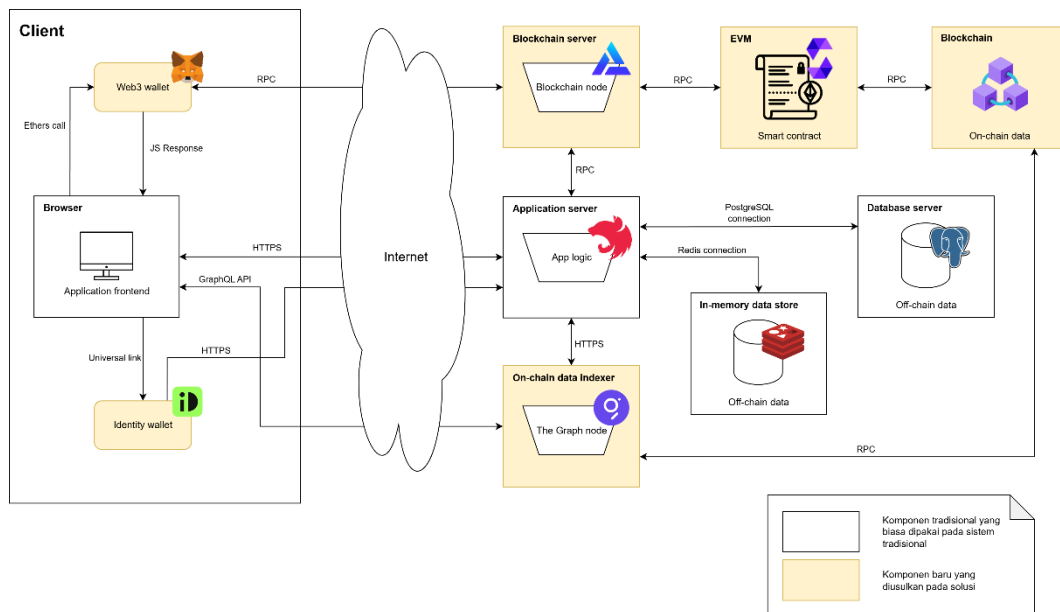 Client
Web3 wallet
Ethers call
JS Response
Browser
Application frontend
Universal link
Identity wallet
iD
RPC
HTTPS
GraphQL API
HTTPS
Internet
Blockchain server
Blockchain node
RPC
EVM
Smart contract
RPC
Blockchain
On-chain data
RPC
Application server
App logic
PostgreSQL
connection
Redis connection
Database server
Off-chain data
In-memory data store
Off-chain data
HTTPS
On-chain data Indexer
The Graph node
RPC
Komponen tradisional yang
biasa dipakai pada sistem
tradisional
Komponen baru yang
diusulkan pada solusi